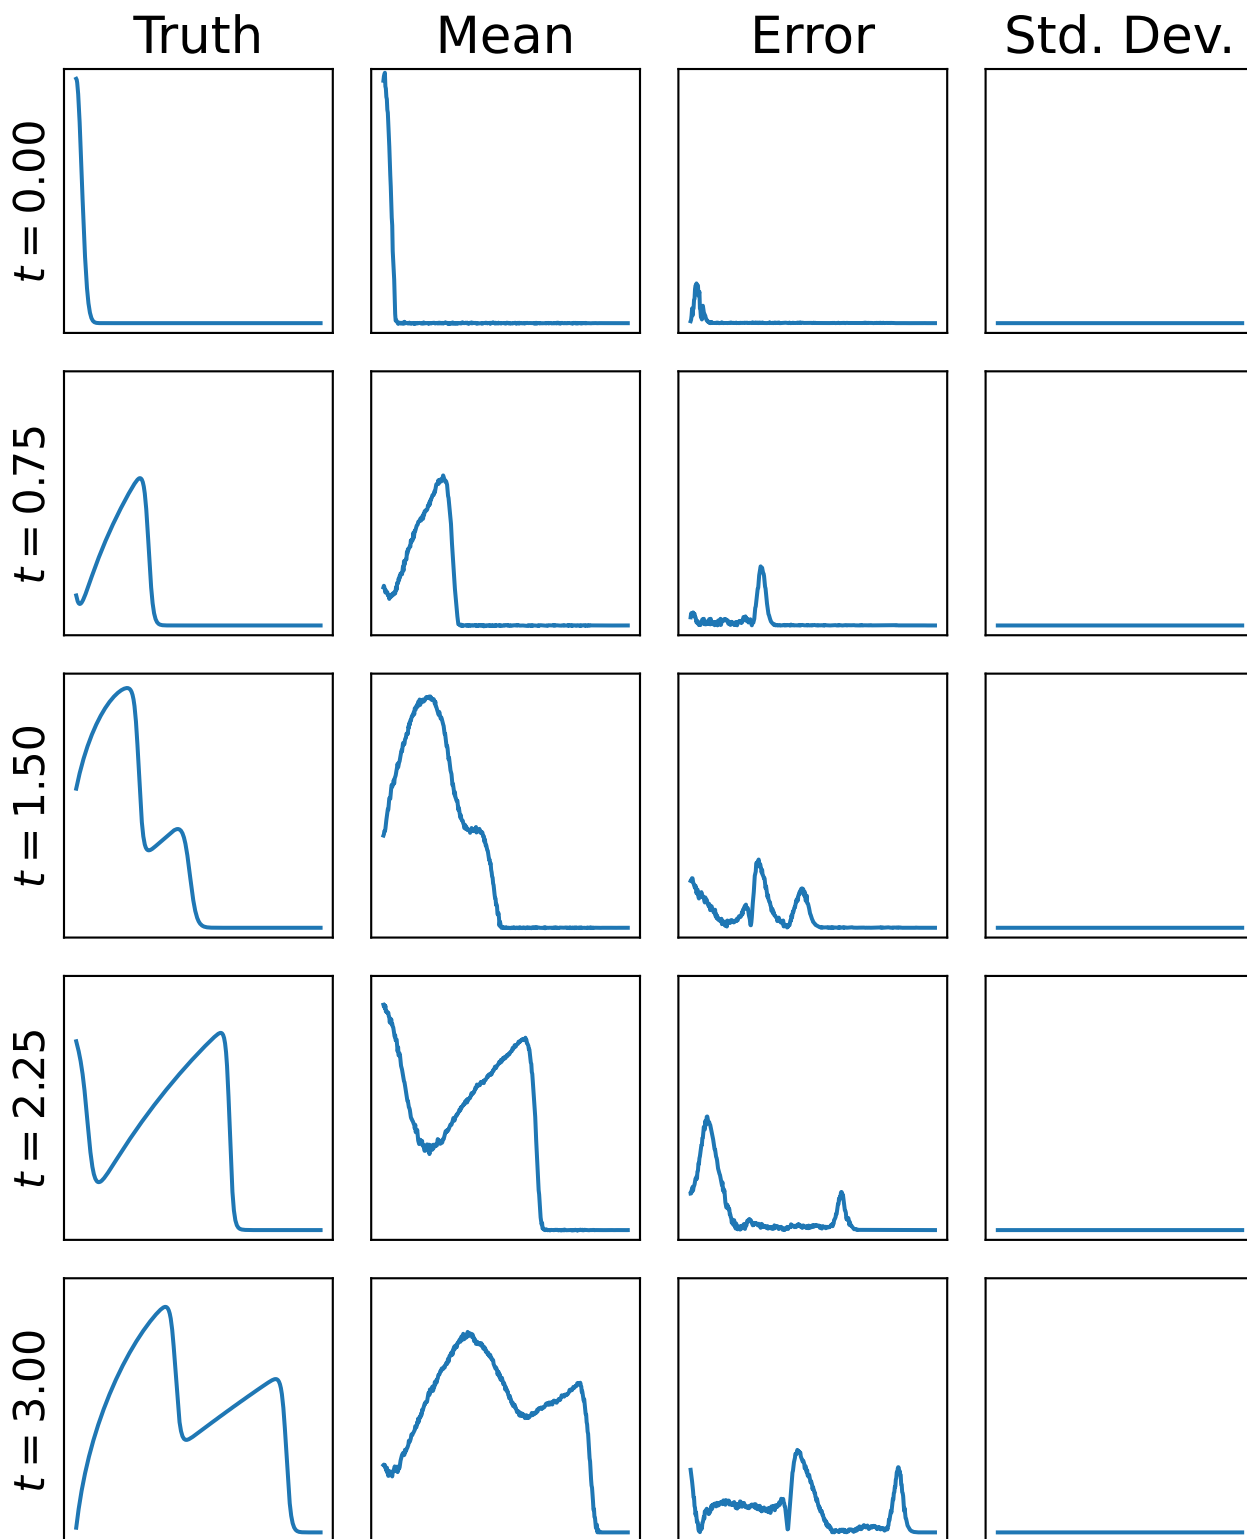 Truth Mean Error Std. Dev.
t = 0.00
t = 0.75
t = 1.50
t = 2.25
t = 3.00